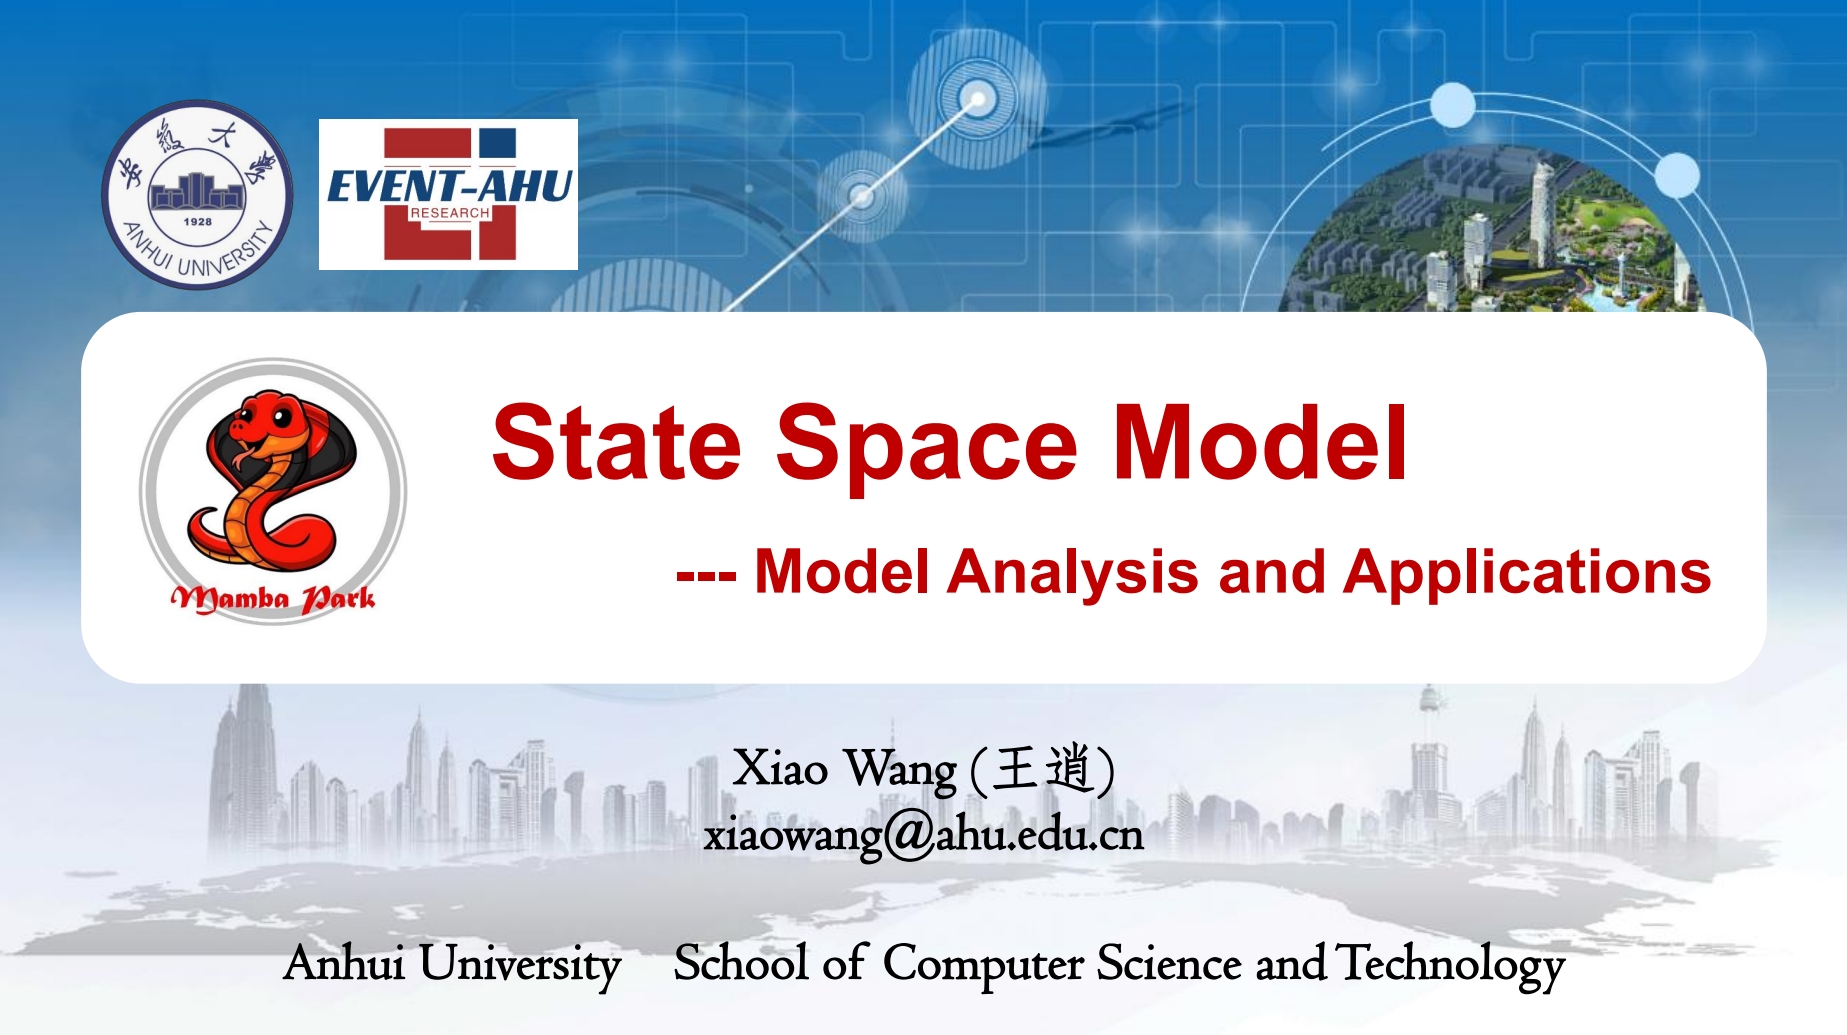 安徽大學
1928
ANHUI UNIVERSITY
EVENT-AHU
RESEARCH
State Space Model
--- Model Analysis and Applications
Mamba Park
Xiao Wang (王逍)
xiaowang@ahu.edu.cn
Anhui University School of Computer Science and Technology